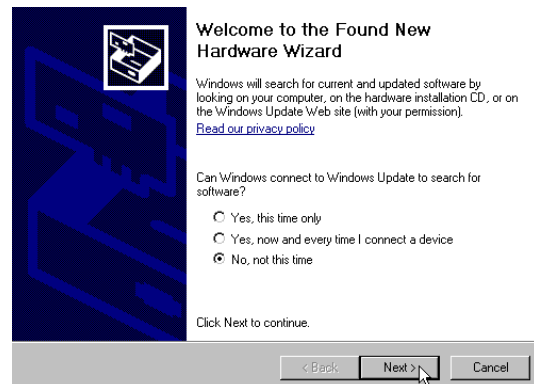 Welcome to the Found New
Hardware Wizard
Windows will search for current and updated software by
looking on your computer, on the hardware installation CD, or on
the Windows Update Web site (with your permission).
Read our privacy policy
Can Windows connect to Windows Update to search for
software?
Yes, this time only
Yes, now and every time I connect a device
No, not this time
Click Next to continue.
< Back
Next >
Cancel